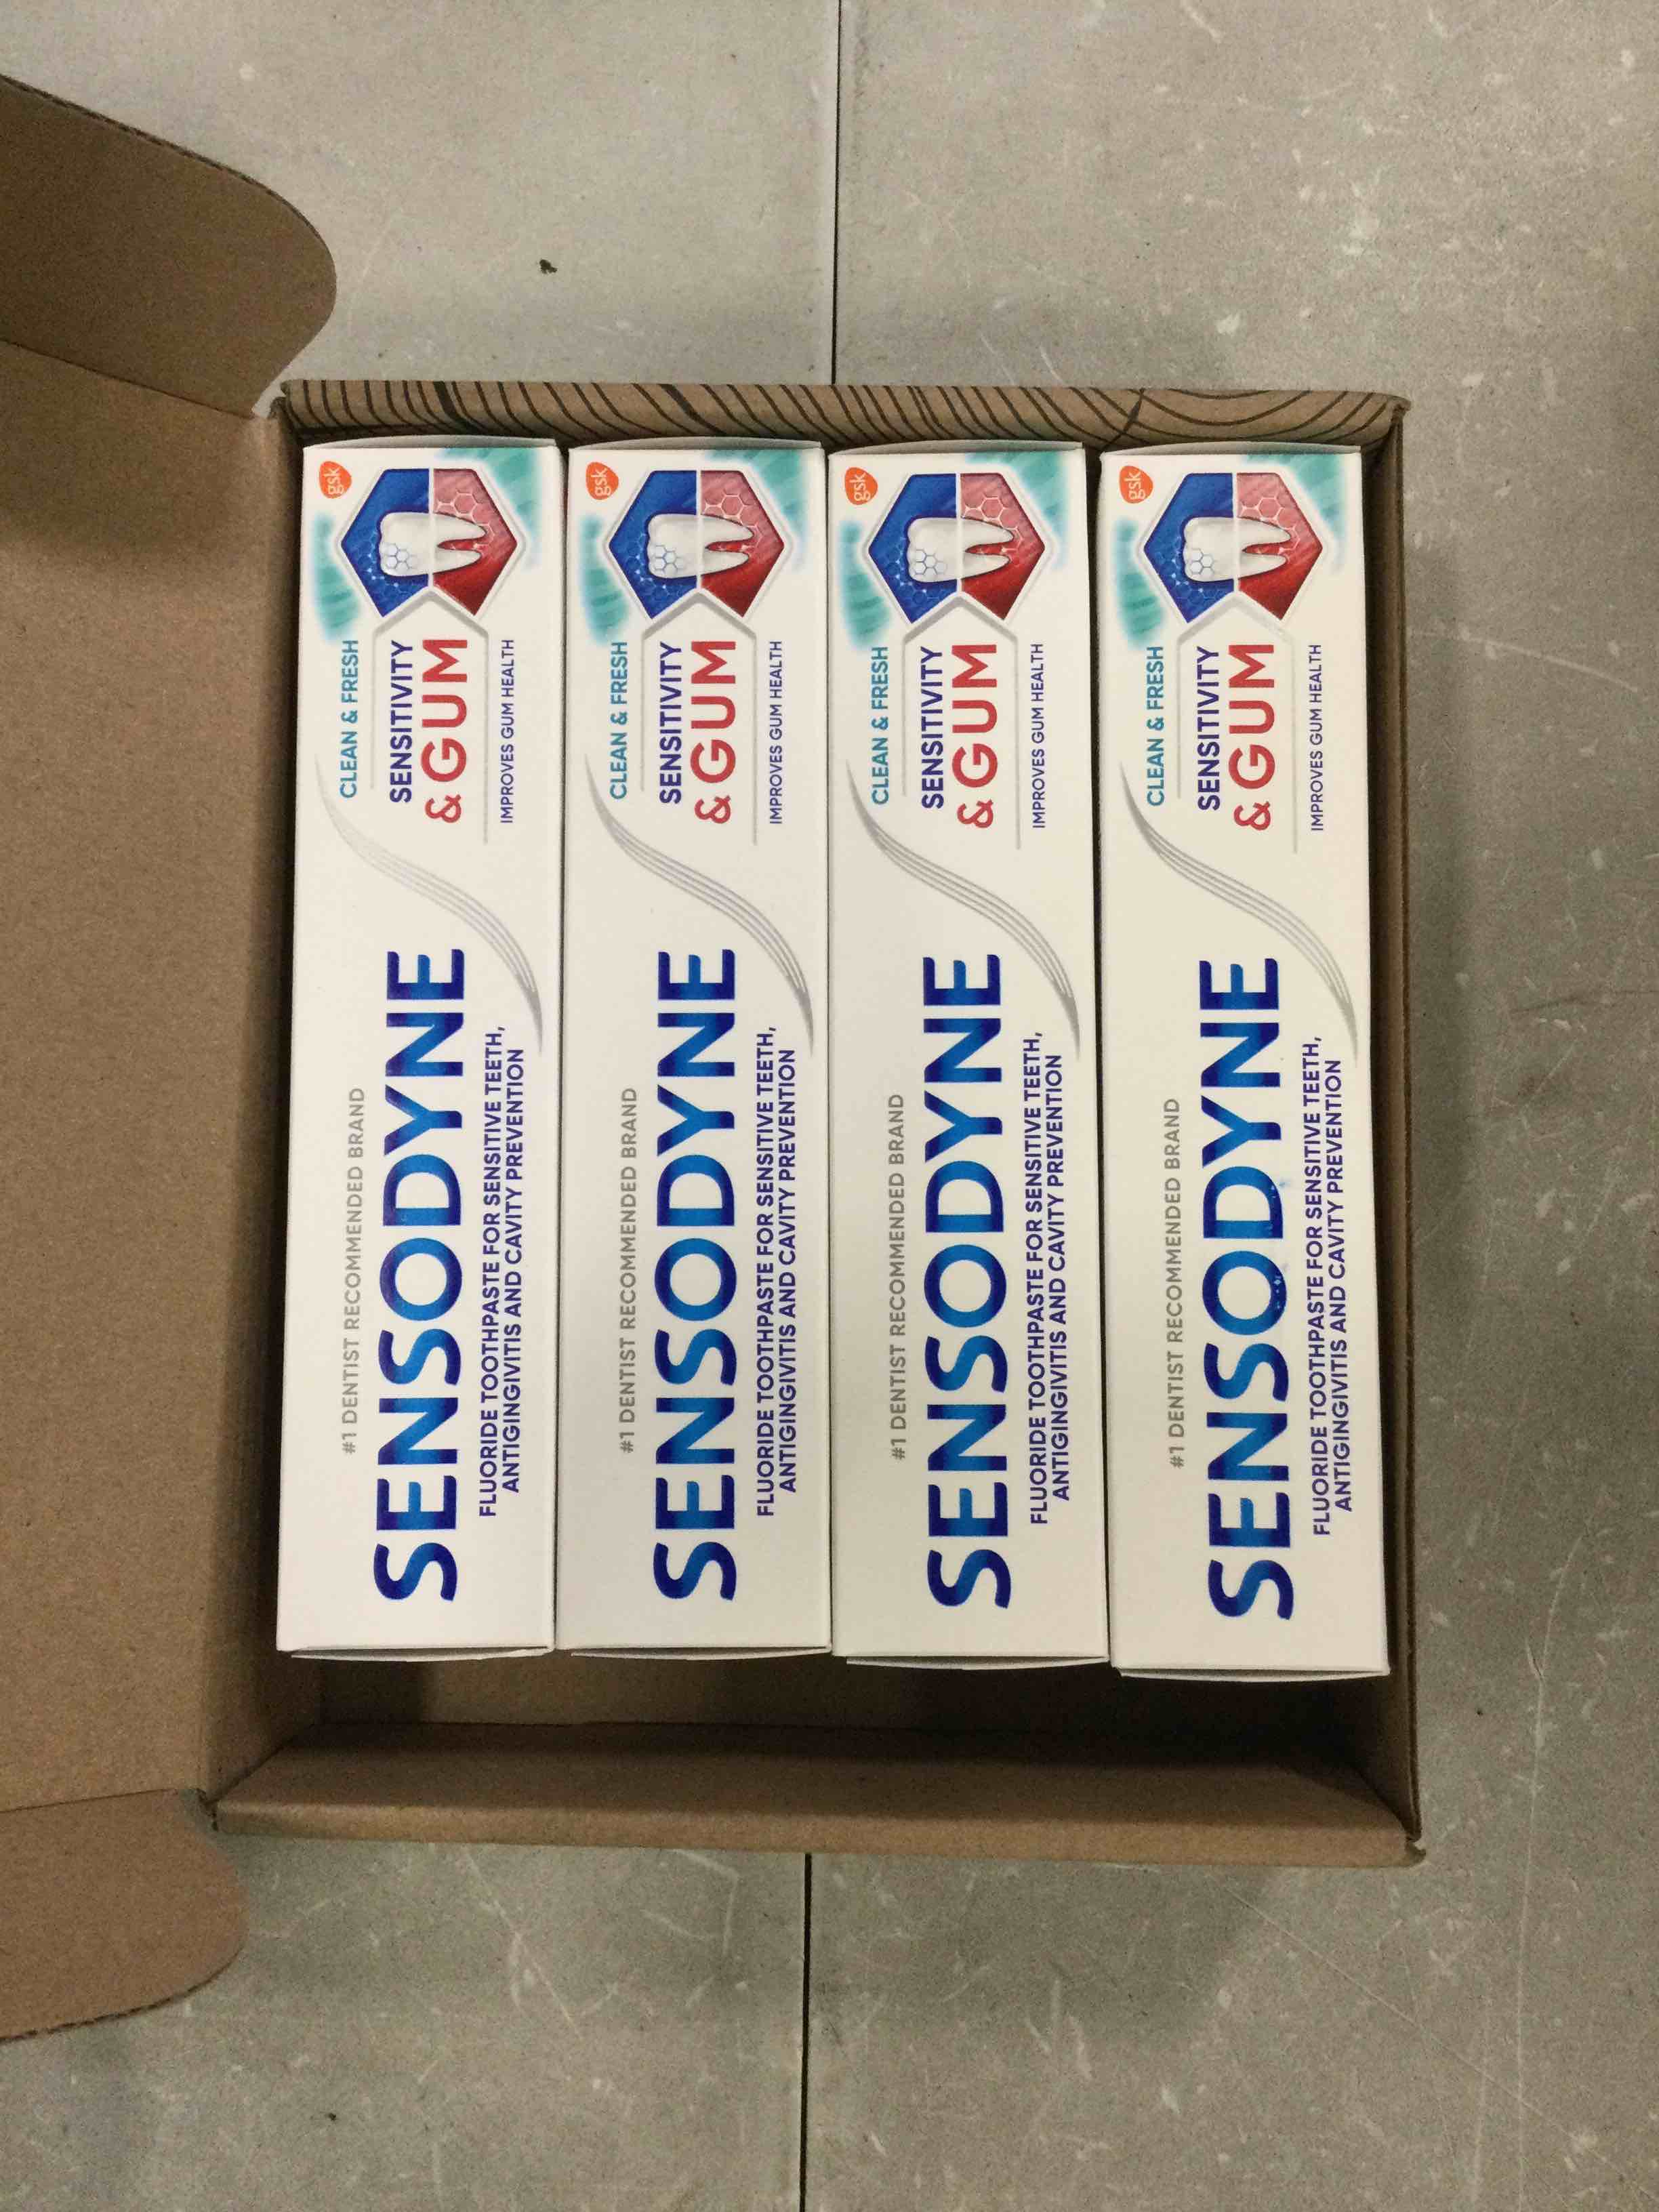 gsk
CLEAN & FRESH
SENSITIVITY
& GUM
IMPROVES GUM HEALTH
#1 DENTIST RECOMMENDED BRAND
SENSODYNE
FLUORIDE TOOTHPASTE FOR SENSITIVE TEETH,
ANTIGINGIVITIS AND CAVITY PREVENTION
gsk
CLEAN & FRESH
SENSITIVITY
& GUM
IMPROVES GUM HEALTH
#1 DENTIST RECOMMENDED BRAND
SENSODYNE
FLUORIDE TOOTHPASTE FOR SENSITIVE TEETH,
ANTIGINGIVITIS AND CAVITY PREVENTION
gsk
CLEAN & FRESH
SENSITIVITY
& GUM
IMPROVES GUM HEALTH
#1 DENTIST RECOMMENDED BRAND
SENSODYNE
FLUORIDE TOOTHPASTE FOR SENSITIVE TEETH,
ANTIGINGIVITIS AND CAVITY PREVENTION
gsk
CLEAN & FRESH
SENSITIVITY
& GUM
IMPROVES GUM HEALTH
#1 DENTIST RECOMMENDED BRAND
SENSODYNE
FLUORIDE TOOTHPASTE FOR SENSITIVE TEETH,
ANTIGINGIVITIS AND CAVITY PREVENTION